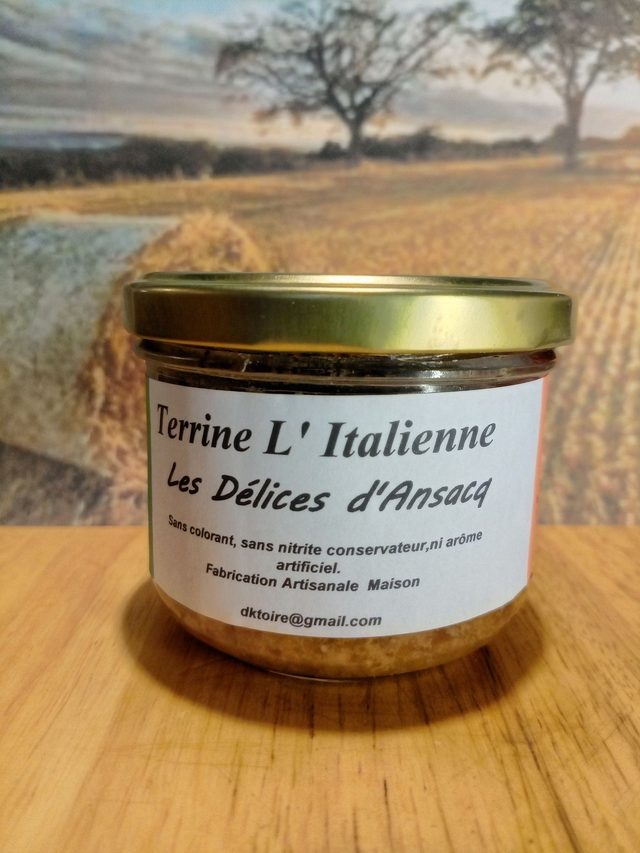 Terrine L' Italienne
Les Délices d'Ansacq
Sans colorant, sans nitrite conservateur,ni arôme
artificiel.
Fabrication Artisanale Maison
dktoire@gmail.com